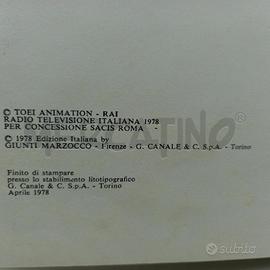 © TOEI ANIMATION - RAI
RADIO TELEVISIONE ITALIANA 1978
PER CONCESSIONE SACIS ROMA -
© 1978 Edizione Italiana by
GIUNTI MARZOCCO - Firenze - G. CANALE & C. S.p.A. - Torino
Finito di stampare
presso lo stabilimento litotipografico
G. Canale & C. S.p.A. - Torino
Aprile 1978
subito